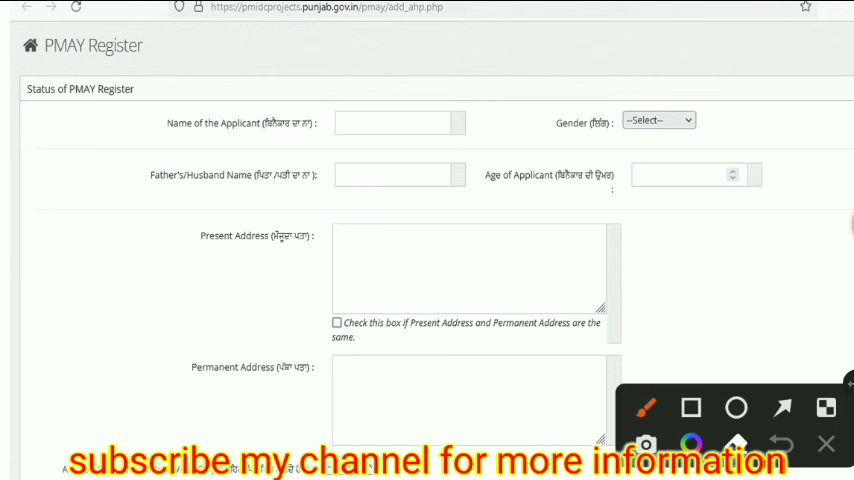 https://pmidcprojects.punjab.gov.in/pmay/add_ahp.php
PMAY Register
Status of PMAY Register
Name of the Applicant (ਬਿਨੈਕਾਰ ਦਾ ਨਾਂ) :
Gender (ਲਿੰਗ) :
--Select--
Father's/Husband Name (ਪਿਤਾ /ਪਤੀ ਦਾ ਨਾਂ ):
Age of Applicant (ਬਿਨੈਕਾਰ ਦੀ ਉਮਰ)
:
Present Address (ਮੌਜੂਦਾ ਪਤਾ) :
Check this box if Present Address and Permanent Address are the
same.
Permanent Address (ਪੱਕਾ ਪਤਾ) :
subscribe my channel for more information